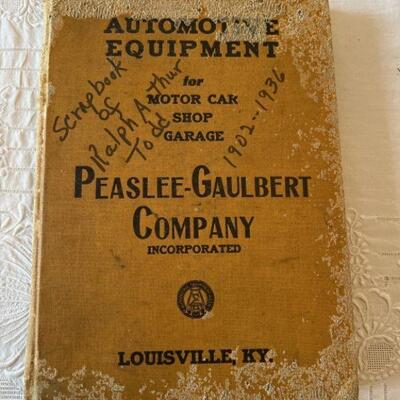 AUTOMOTIVE
EQUIPMENT
for
MOTOR CAR
SHOP
GARAGE
Scrapbook
of
Ralph Arthur
Todd
1902--1936
PEASLEE-GAULBERT
COMPANY
INCORPORATED
LOUISVILLE, KY.